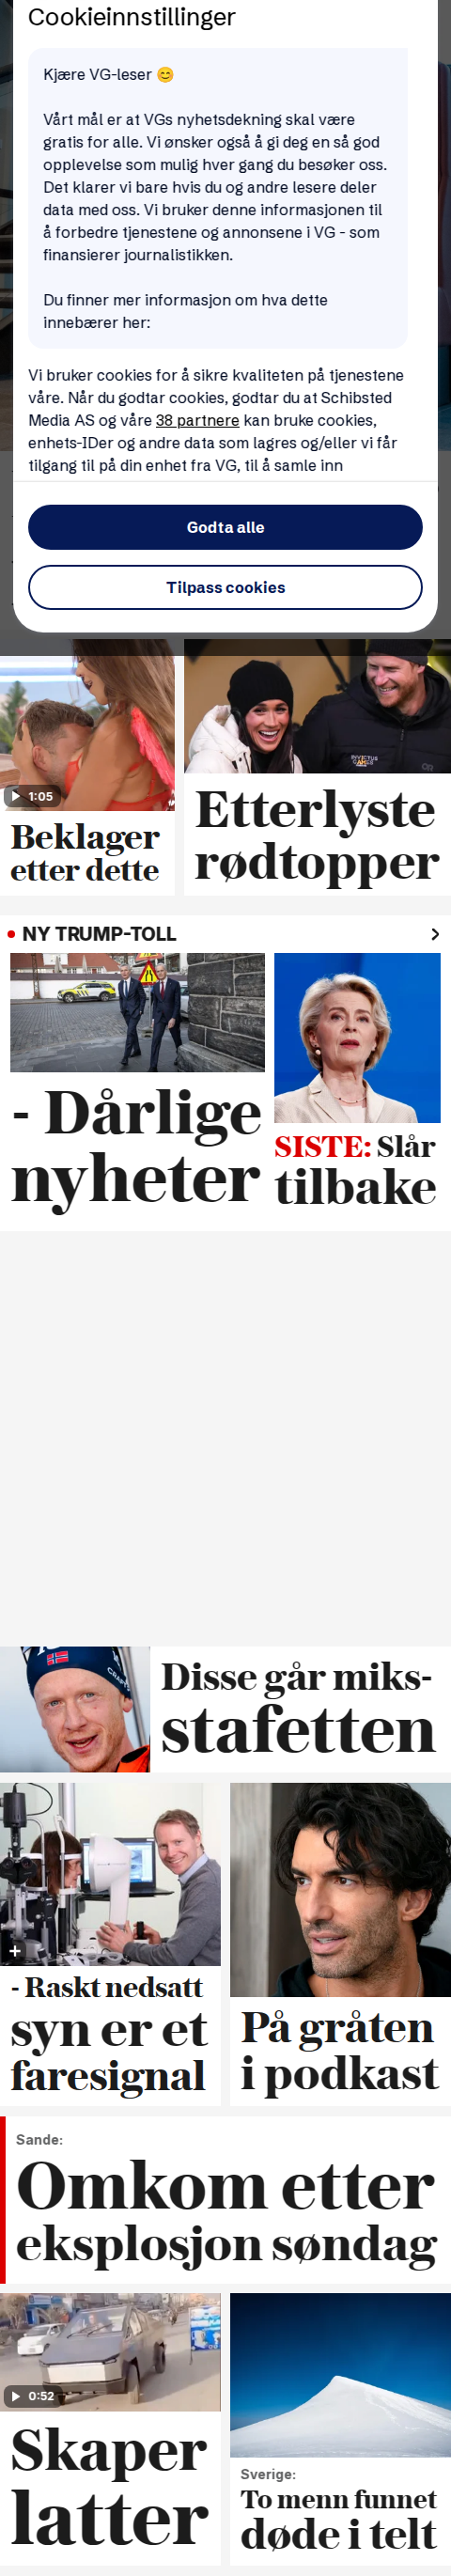 Cookieinnstillinger
Kjære VG-leser 😊
Vårt mål er at VGs nyhetsdekning skal være
gratis for alle. Vi ønsker også å gi deg en så god
opplevelse som mulig hver gang du besøker oss.
Det klarer vi bare hvis du og andre lesere deler
data med oss. Vi bruker denne informasjonen til
å forbedre tjenestene og annonsene i VG - som
finansierer journalistikken.
Du finner mer informasjon om hva dette
innebærer her:
Vi bruker cookies for å sikre kvaliteten på tjenestene
våre. Når du godtar cookies, godtar du at Schibsted
Media AS og våre 38 partnere kan bruke cookies,
enhets-IDer og andre data som lagres og/eller vi får
tilgang til på din enhet fra VG, til å samle inn
Godta alle
Tilpass cookies
1:05
Beklager
etter dette
INVICTUS
GAMES
Etterlyste
rødtopper
NY TRUMP-TOLL
- Dårlige
nyheter
SISTE: Slår
tilbake
Disse går miks-
stafetten
- Raskt nedsatt
syn er et
faresignal
På gråten
i podkast
Sande:
Omkom etter
eksplosjon søndag
0:52
Skaper
latter
Sverige:
To menn funnet
døde i telt